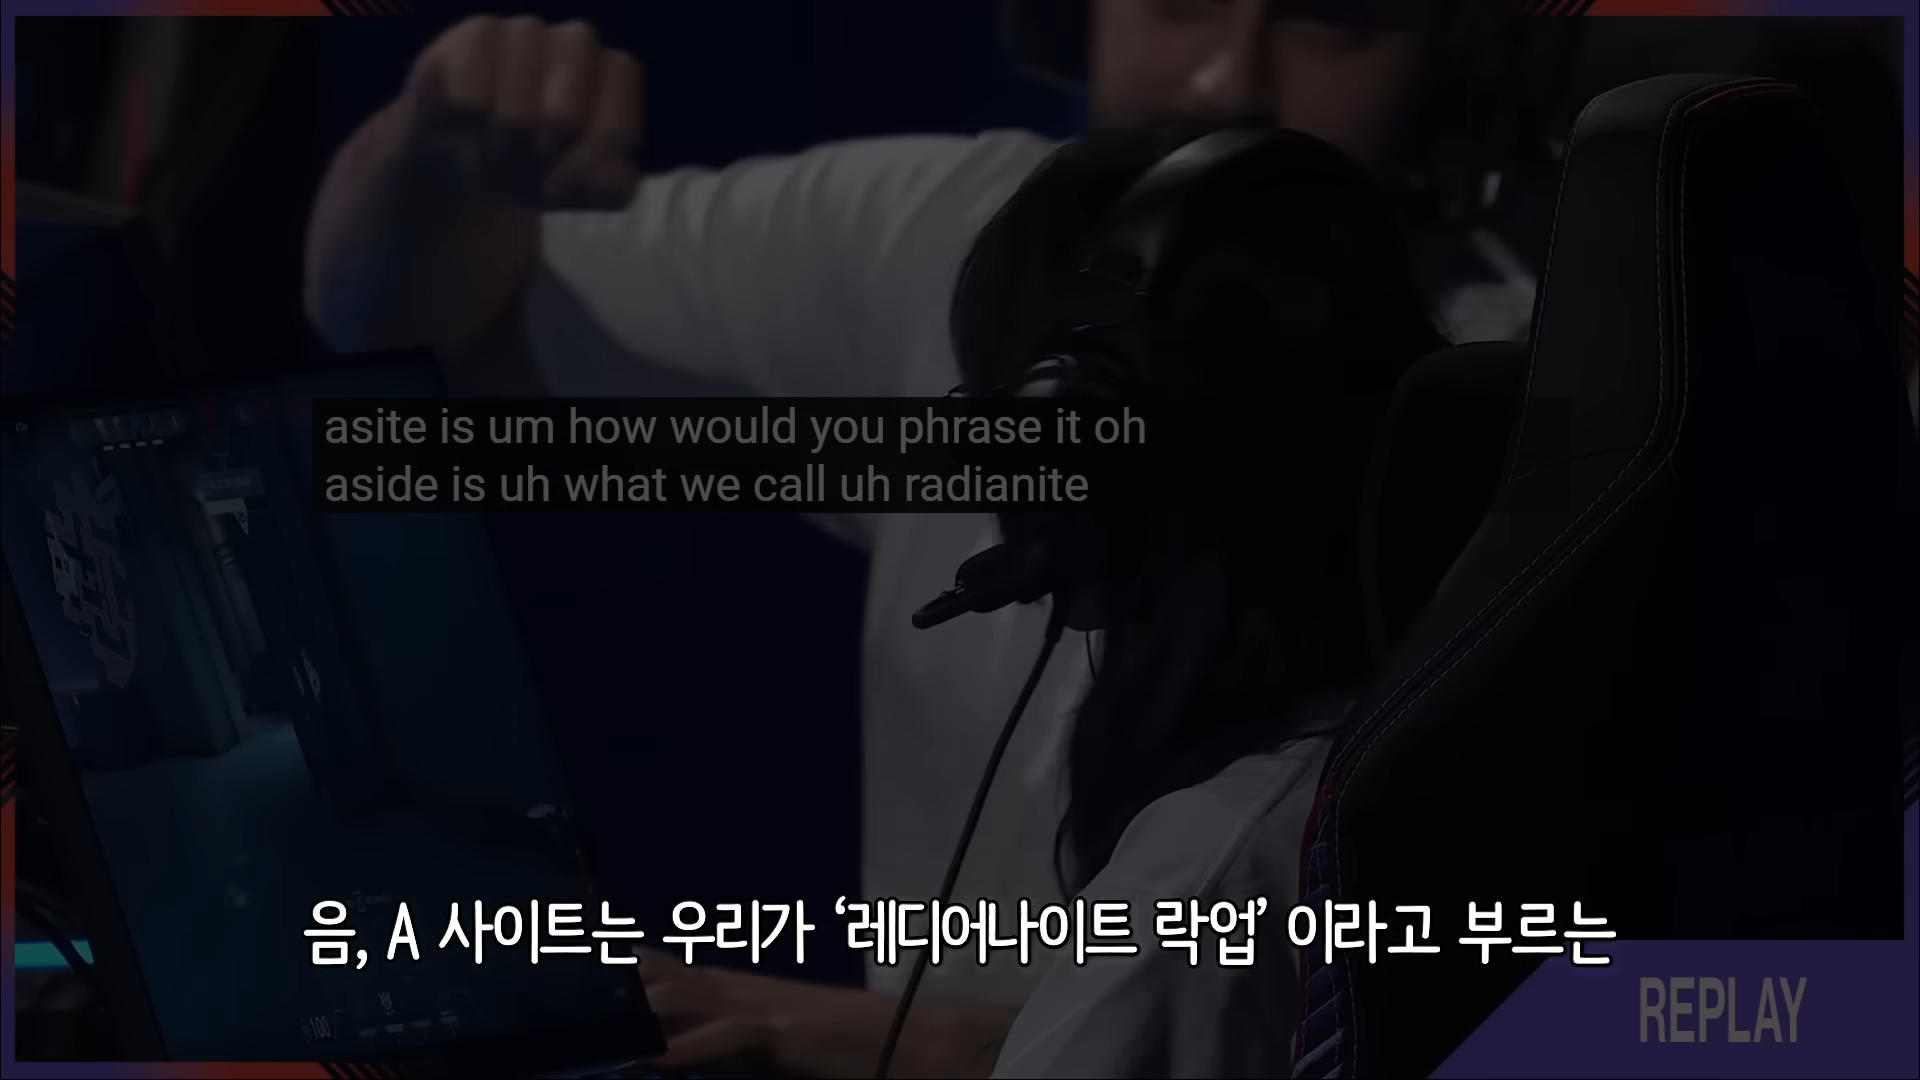 asite is um how would you phrase it oh
aside is uh what we call uh radianite
음, A 사이트는 우리가 ‘레디어나이트 락업’ 이라고 부르는
100
REPLAY